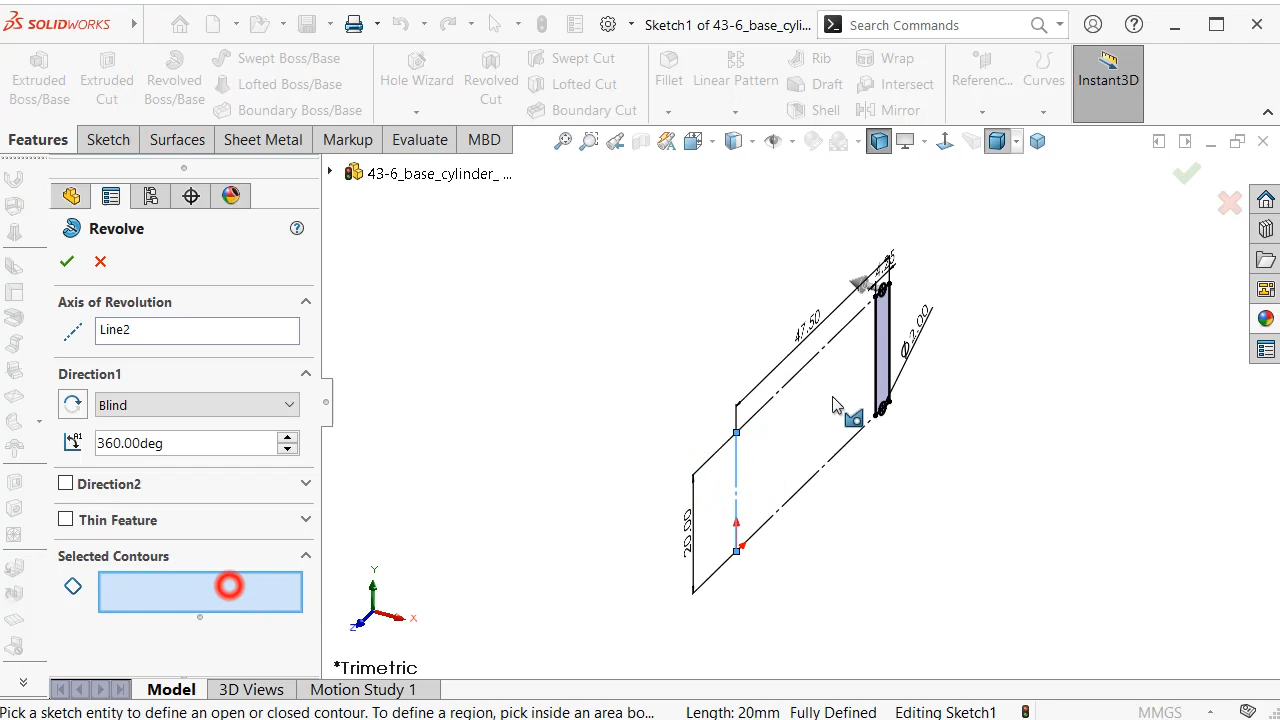 SOLIDWORKS
Sketch1 of 43-6_base_cyli...
Search Commands
Extruded Boss/Base
Extruded Cut
Revolved Boss/Base
Swept Boss/Base
Lofted Boss/Base
Boundary Boss/Base
Hole Wizard
Revolved Cut
Swept Cut
Lofted Cut
Boundary Cut
Fillet
Linear Pattern
Rib
Draft
Shell
Wrap
Intersect
Mirror
Referenc...
Curves
Instant3D
Features
Sketch
Surfaces
Sheet Metal
Markup
Evaluate
MBD
43-6_base_cylinder_ ...
Revolve
Axis of Revolution
Line2
Direction1
Blind
A1
360.00deg
Direction2
Thin Feature
Selected Contours
47.50
Ø2.00
20.00
Y
X
Z
*Trimetric
Model
3D Views
Motion Study 1
Pick a sketch entity to define an open or closed contour. To define a region, pick inside an area bo...
Length: 20mm
Fully Defined
Editing Sketch1
MMGS